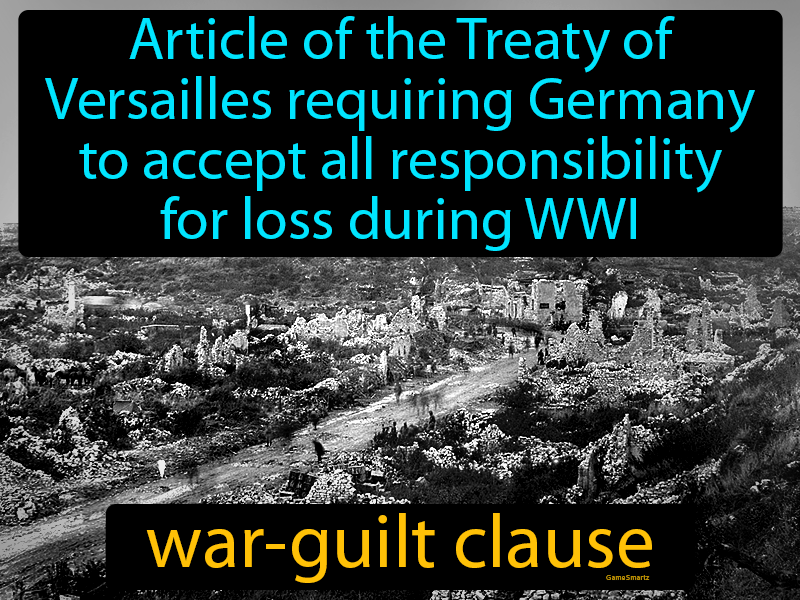 Article of the Treaty of
Versailles requiring Germany
to accept all responsibility
for loss during WWI
war-guilt clause
GameSmartz